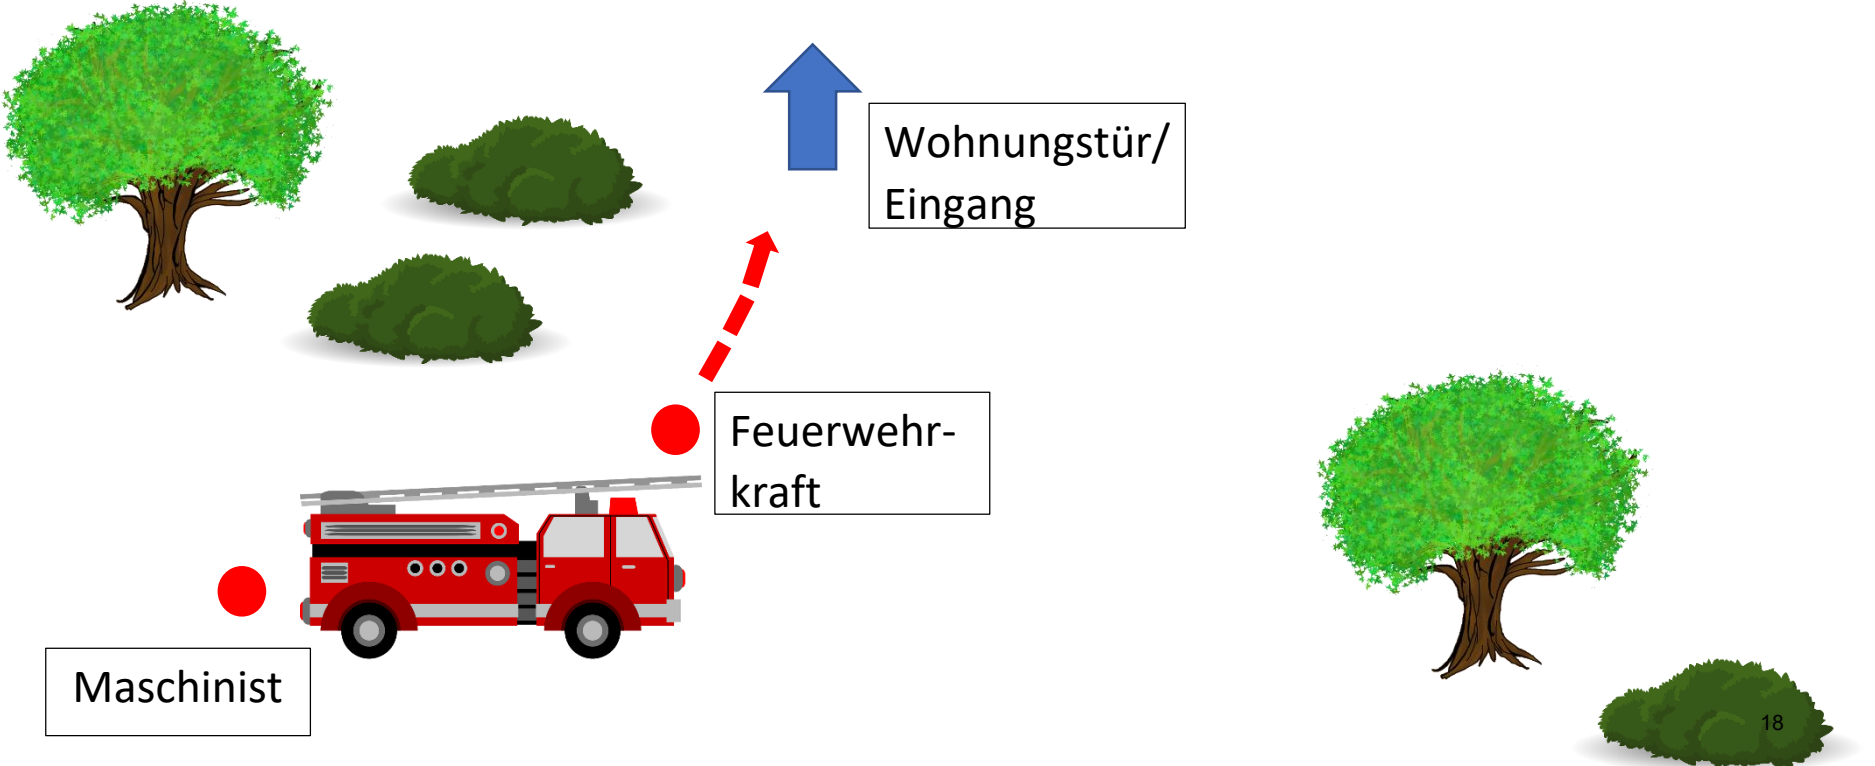 Wohnungstür/
Eingang
Feuerwehr-
kraft
Maschinist
18